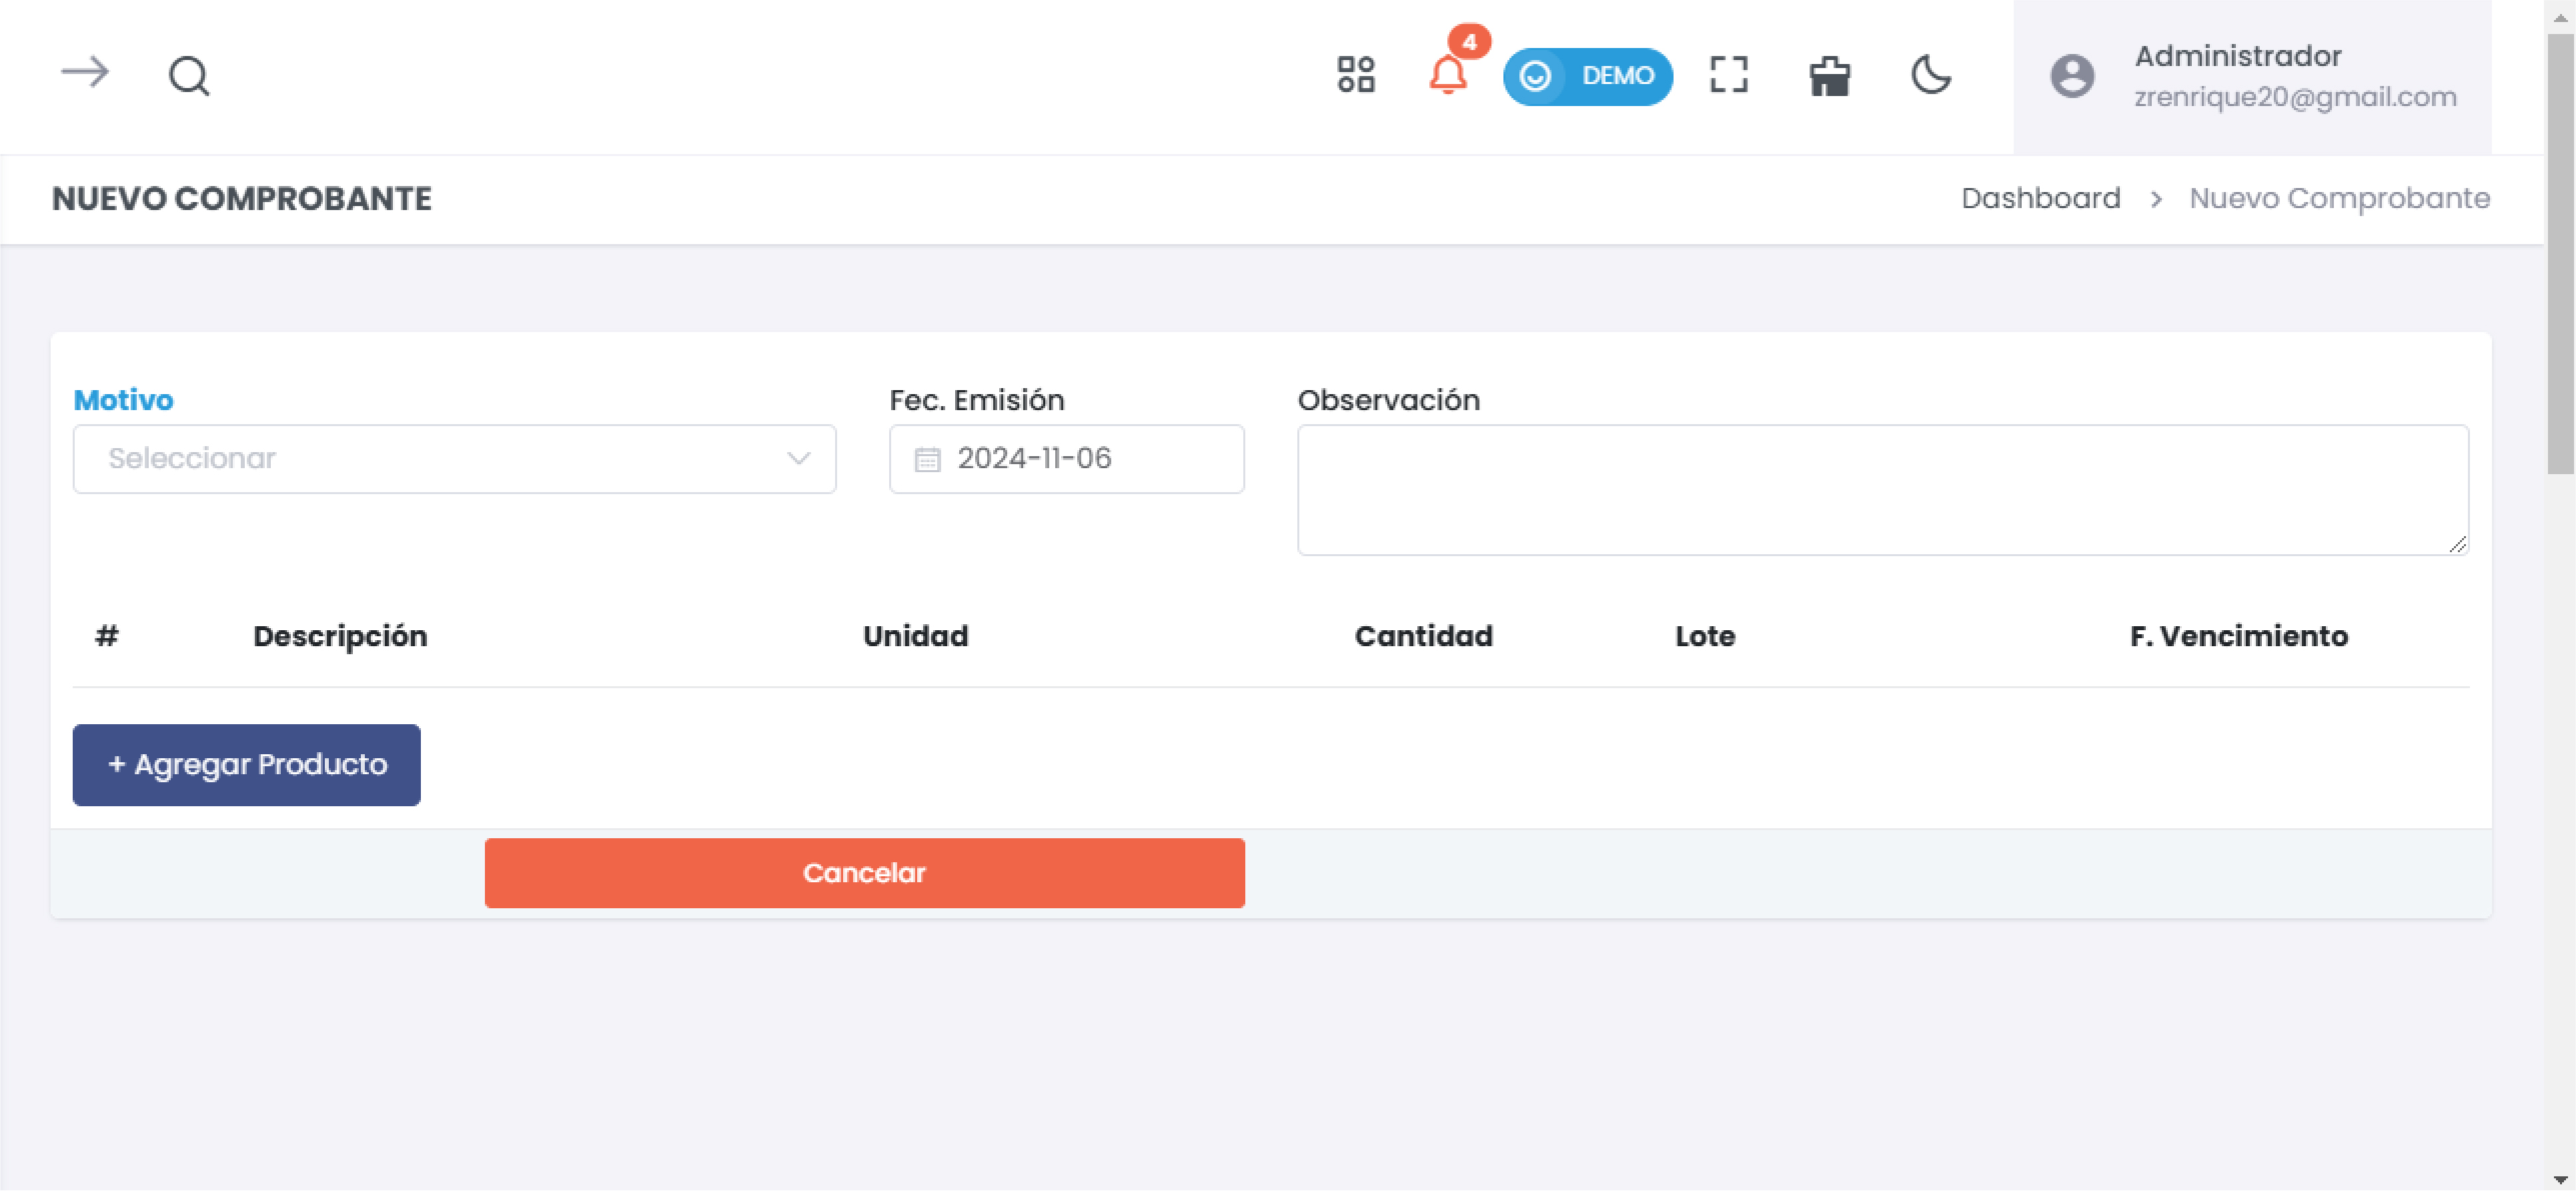 4
DEMO
Administrador
zrenrique20@gmail.com
NUEVO COMPROBANTE
Dashboard > Nuevo Comprobante
Motivo
Fec. Emisión
Observación
Seleccionar
2024-11-06
# Descripción Unidad Cantidad Lote F. Vencimiento
+ Agregar Producto
Cancelar